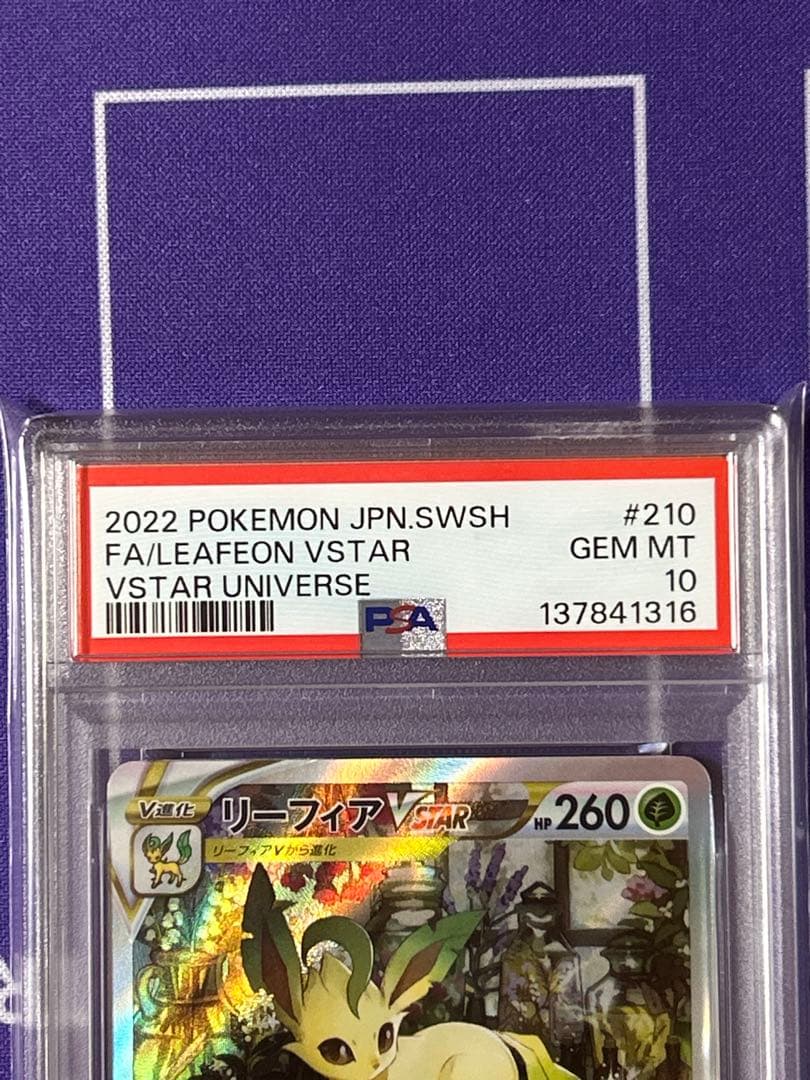 2022 POKEMON JPN.SWSH #210
FA/LEAFEON VSTAR GEM MT
VSTAR UNIVERSE 10
PSA 137841316
V進化 リーフィアVSTAR HP 260
リーフィアVから進化